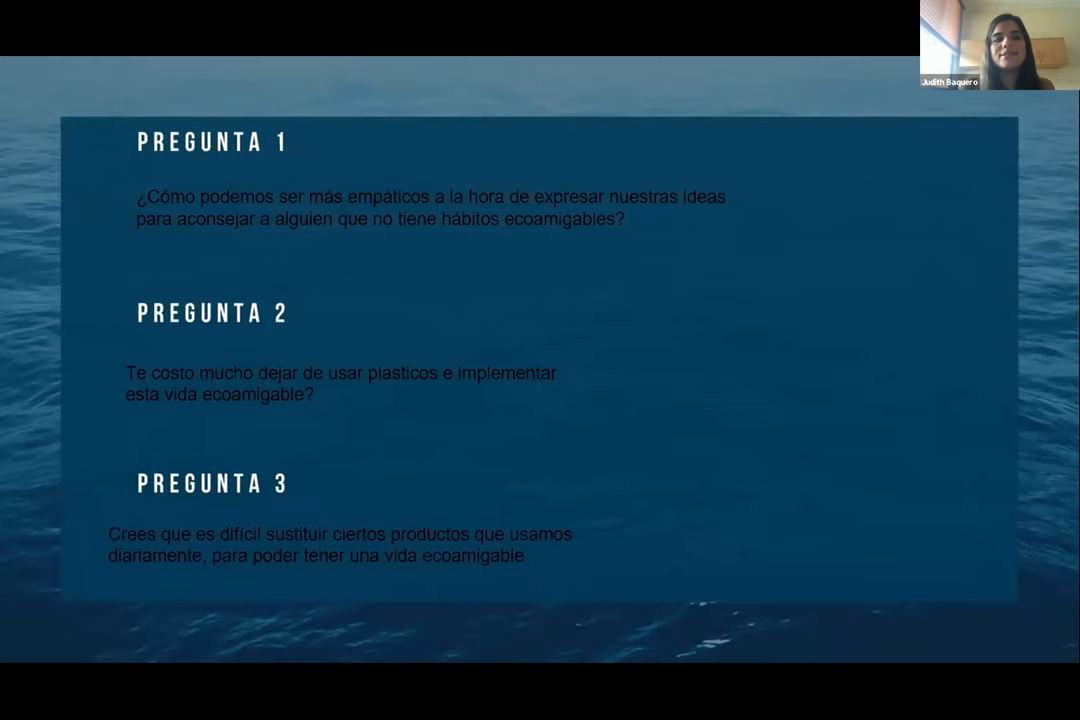 Judith Baquero
PREGUNTA 1
¿Cómo podemos ser más empáticos a la hora de expresar nuestras ideas
para aconsejar a alguien que no tiene hábitos ecoamigables?
PREGUNTA 2
Te costo mucho dejar de usar plasticos e implementar
esta vida ecoamigable?
PREGUNTA 3
Crees que es difícil sustituir ciertos productos que usamos
diariamente, para poder tener una vida ecoamigable